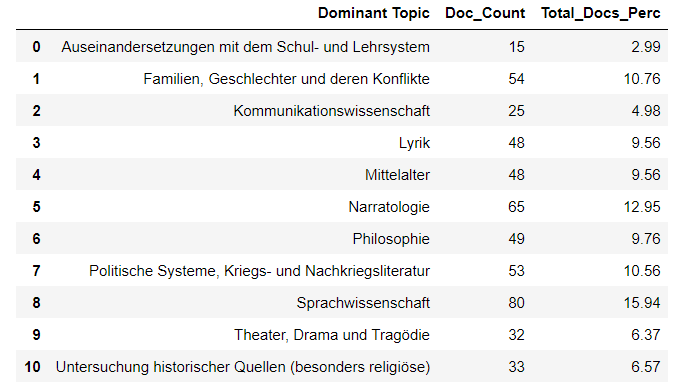 Dominant Topic Doc_Count Total_Docs_Perc
0 Auseinandersetzungen mit dem Schul- und Lehrsystem 15 2.99
1 Familien, Geschlechter und deren Konflikte 54 10.76
2 Kommunikationswissenschaft 25 4.98
3 Lyrik 48 9.56
4 Mittelalter 48 9.56
5 Narratologie 65 12.95
6 Philosophie 49 9.76
7 Politische Systeme, Kriegs- und Nachkriegsliteratur 53 10.56
8 Sprachwissenschaft 80 15.94
9 Theater, Drama und Tragödie 32 6.37
10 Untersuchung historischer Quellen (besonders religiöse) 33 6.57